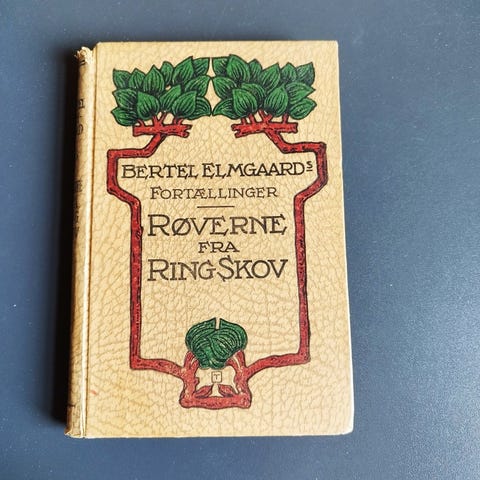 BERTEL ELMGAARDS
FORTÆLLINGER
RØVERNE
FRA
RING SKOV
T